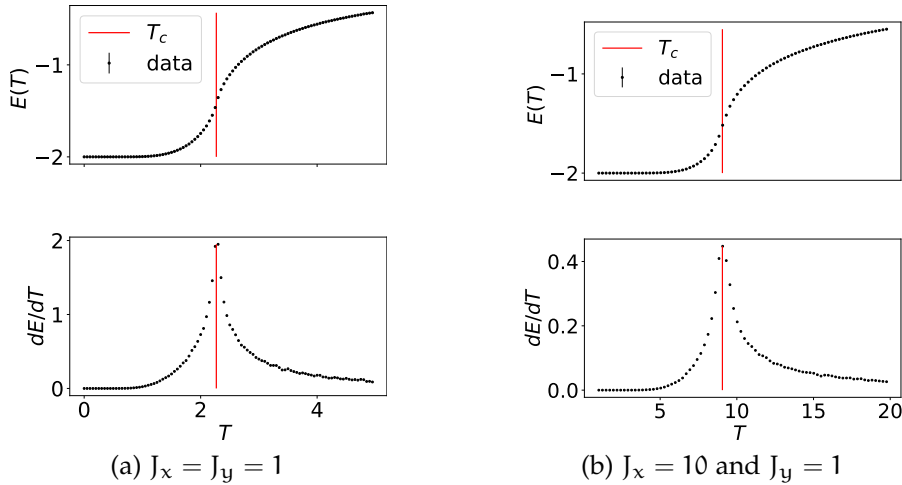 E(T)
−1
−2
T_c
data
dE/dT
2
1
0
0 2 4
T
(a) J_x = J_y = 1
E(T)
−1
−2
T_c
data
dE/dT
0.4
0.2
0.0
5 10 15 20
T
(b) J_x = 10 and J_y = 1